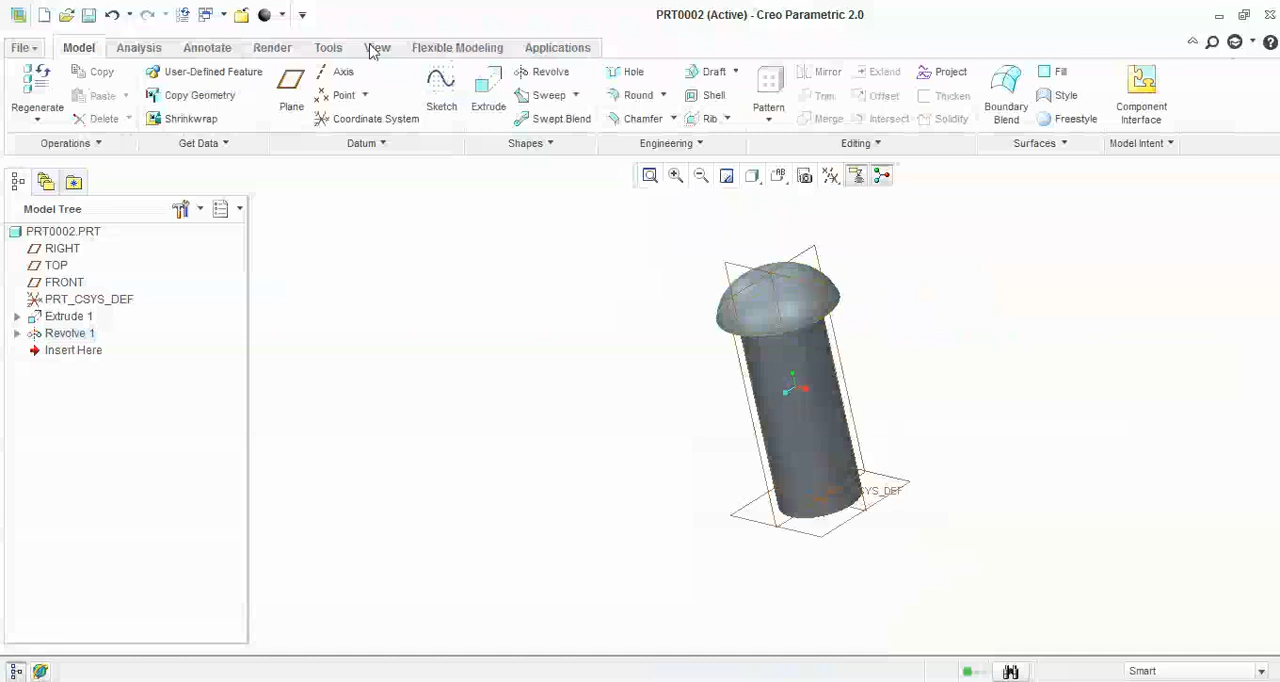 PRT0002 (Active) - Creo Parametric 2.0
File Model Analysis Annotate Render Tools View Flexible Modeling Applications
Regenerate
Copy
Paste
Delete
Operations
User-Defined Feature
Copy Geometry
Shrinkwrap
Get Data
Plane
Axis
Point
Coordinate System
Datum
Sketch
Extrude
Revolve
Sweep
Swept Blend
Shapes
Hole
Round
Chamfer
Draft
Shell
Rib
Engineering
Pattern
Mirror
Trim
Merge
Extend
Offset
Intersect
Project
Thicken
Solidify
Editing
Boundary
Blend
Fill
Style
Freestyle
Surfaces
Component
Interface
Model Intent
Model Tree
PRT0002.PRT
RIGHT
TOP
FRONT
PRT_CSYS_DEF
Extrude 1
Revolve 1
Insert Here
Smart